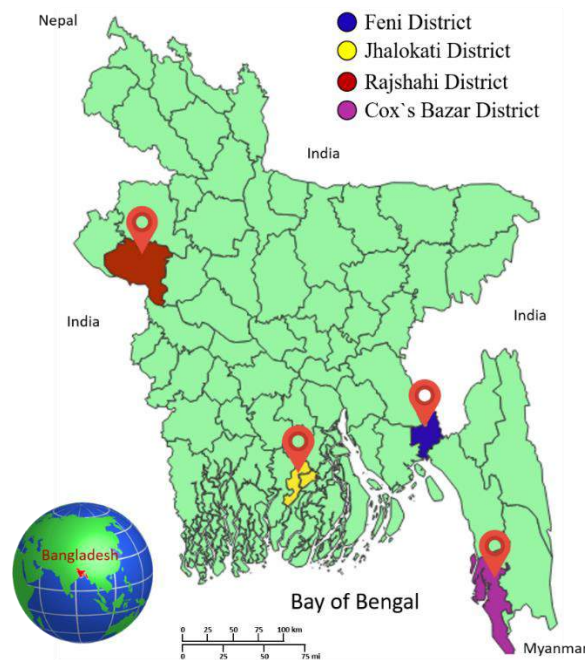 Nepal
Feni District
Jhalokati District
Rajshahi District
Cox`s Bazar District
India
India
India
Bangladesh
Bay of Bengal
Myanmar
0 25 50 75 100 km
0 25 50 75 mi